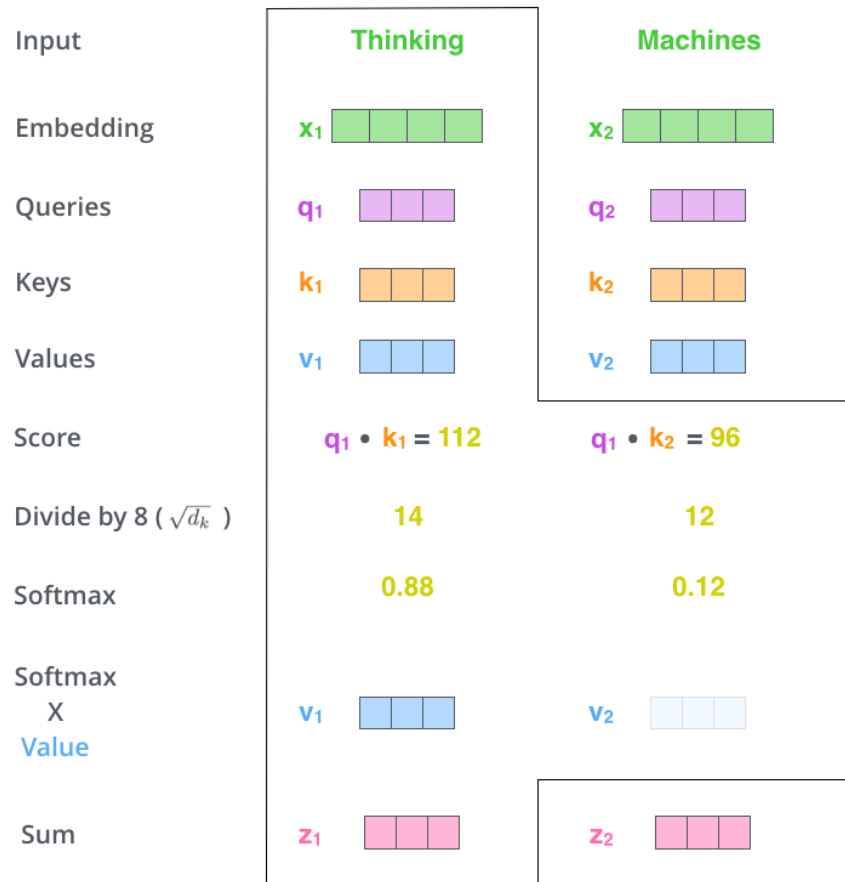 Input Thinking Machines
Embedding x₁ x₂
Queries q₁ q₂
Keys k₁ k₂
Values v₁ v₂
Score q₁ • k₁ = 112 q₁ • k₂ = 96
Divide by 8 ( √dₖ ) 14 12
Softmax 0.88 0.12
Softmax
X v₁ v₂
Value
Sum z₁ z₂